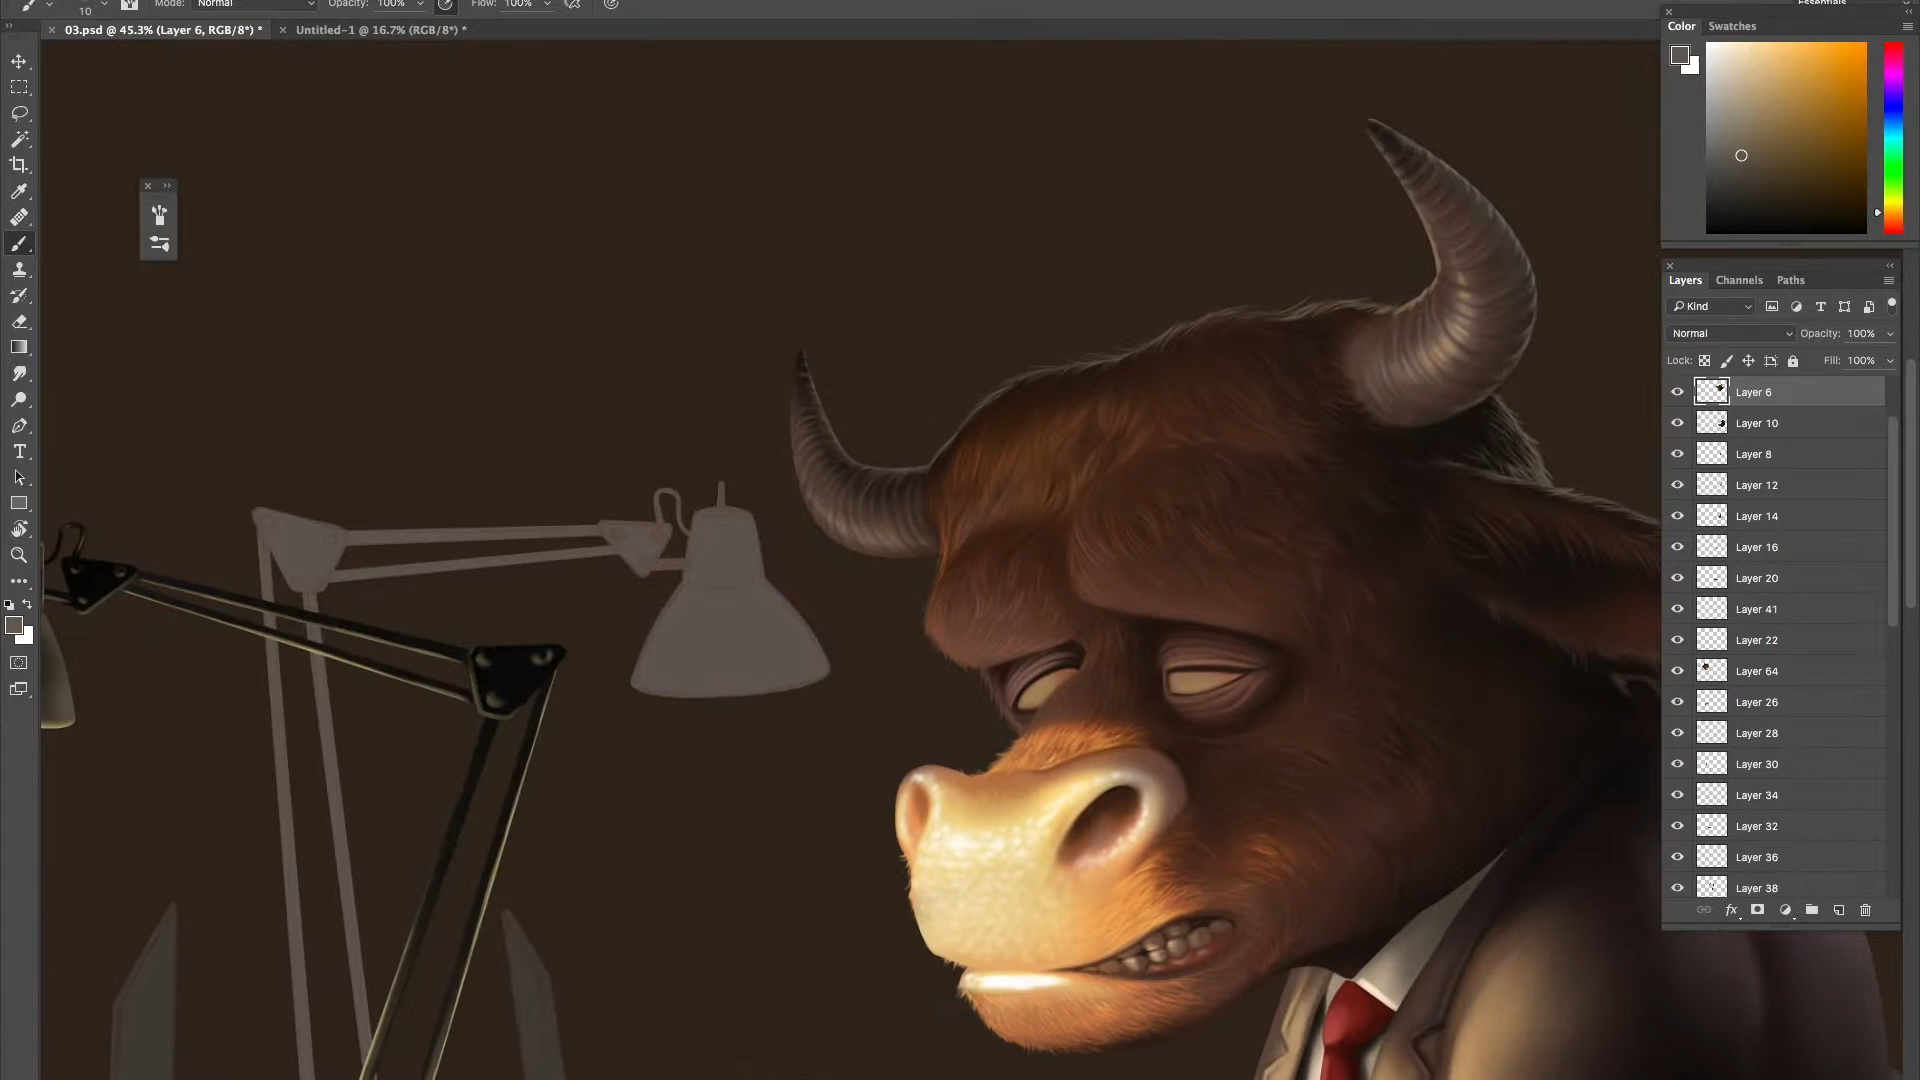 10 Mode: Normal Opacity: 100% Flow: 100% Essentials
03.psd @ 45.3% (Layer 6, RGB/8*) * Untitled-1 @ 16.7% (RGB/8*) *
Color Swatches
Layers Channels Paths
Kind
Normal Opacity: 100%
Lock: Fill: 100%
Layer 6
Layer 10
Layer 8
Layer 12
Layer 14
Layer 16
Layer 20
Layer 41
Layer 22
Layer 64
Layer 26
Layer 28
Layer 30
Layer 34
Layer 32
Layer 36
Layer 38
fx